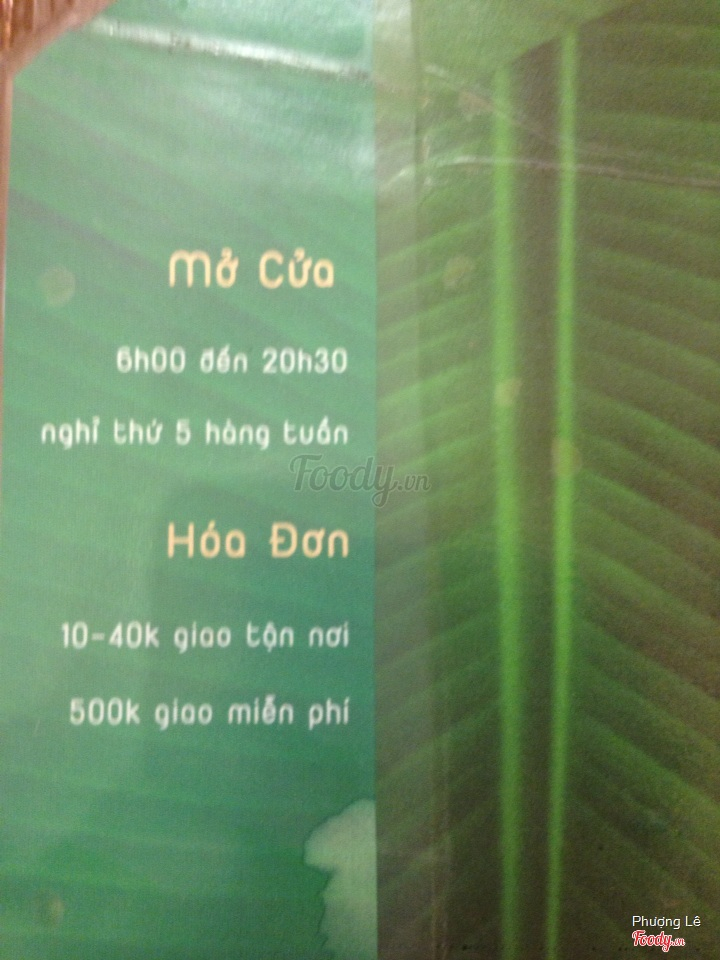 Mở Cửa
6h00 đến 20h30
nghỉ thứ 5 hàng tuần
Foody.vn
Hóa Đơn
10-40k giao tận nơi
500k giao miễn phí
Phượng Lê
Foody.vn